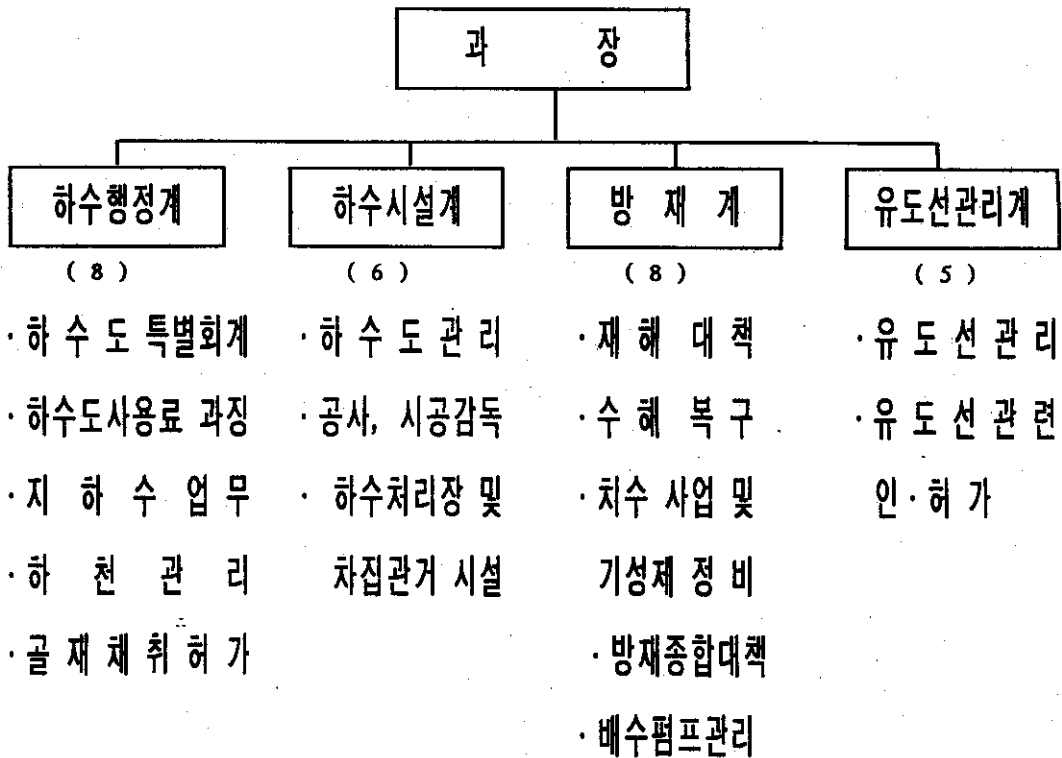 과 장
하수행정계
(8)
· 하 수 도 특별회계
· 하수도사용료 과징
· 지 하 수 업 무
· 하 천 관 리
· 골 재 채 취 허 가
하수시설계
(6)
· 하 수 도 관 리
· 공사, 시공감독
· 하수처리장 및
차집관거 시설
방 재 계
(8)
· 재 해 대 책
· 수 해 복 구
· 치수 사업 및
기성제 정 비
· 방재종합대책
· 배수펌프관리
유도선관리계
(5)
· 유 도 선 관 리
· 유 도 선 관 련
인·허 가